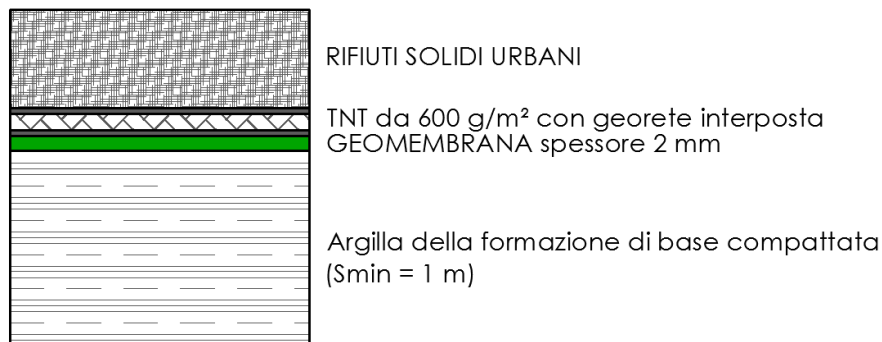 RIFIUTI SOLIDI URBANI
TNT da 600 g/m² con georete interposta
GEOMEMBRANA spessore 2 mm
Argilla della formazione di base compattata
(Smin = 1 m)